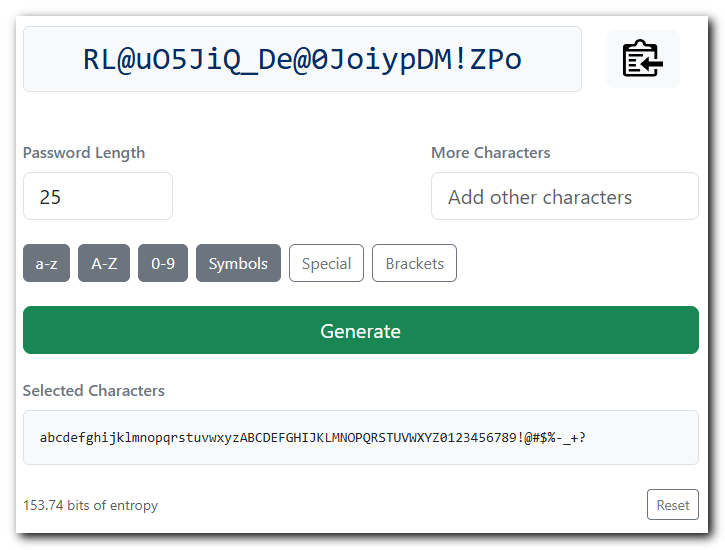 RL@uO5JiQ_De@0JoiypDM!ZPo
Password Length
More Characters
25
Add other characters
a-z A-Z 0-9 Symbols Special Brackets
Generate
Selected Characters
abcdefghijklmnopqrstuvwxyzABCDEFGHIJKLMNOPQRSTUVWXYZ0123456789!@#$%-_+?
153.74 bits of entropy
Reset